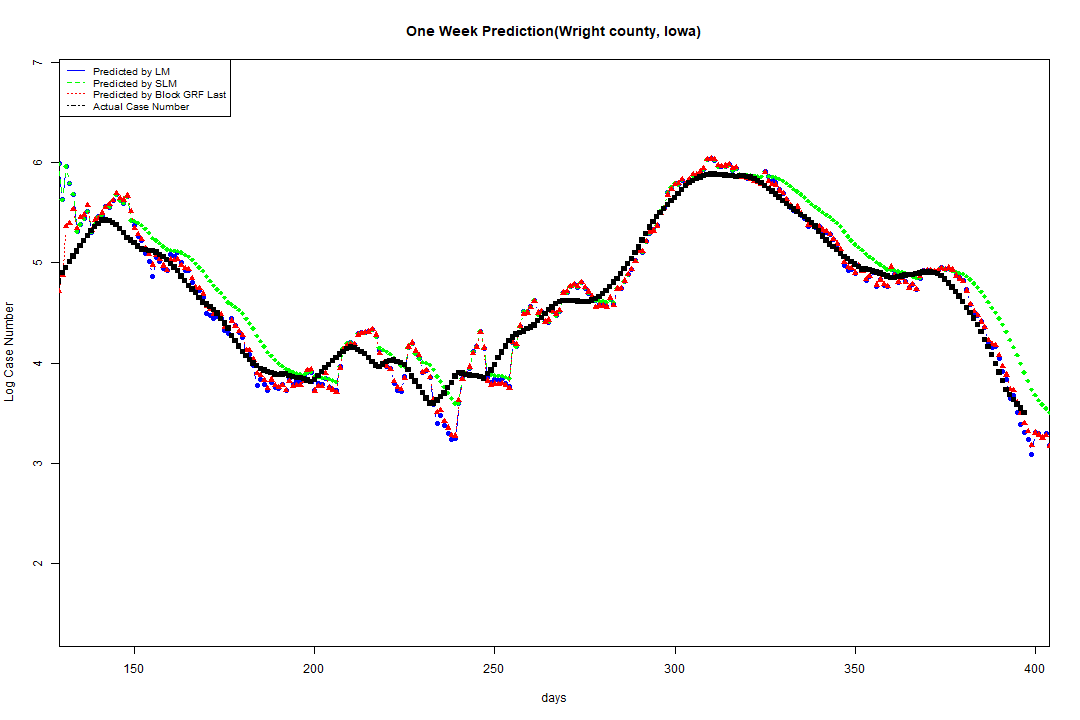 One Week Prediction(Wright county, Iowa)
Predicted by LM
Predicted by SLM
Predicted by Block GRF Last
Actual Case Number
7
6
5
4
3
2
Log Case Number
150 200 250 300 350 400
days